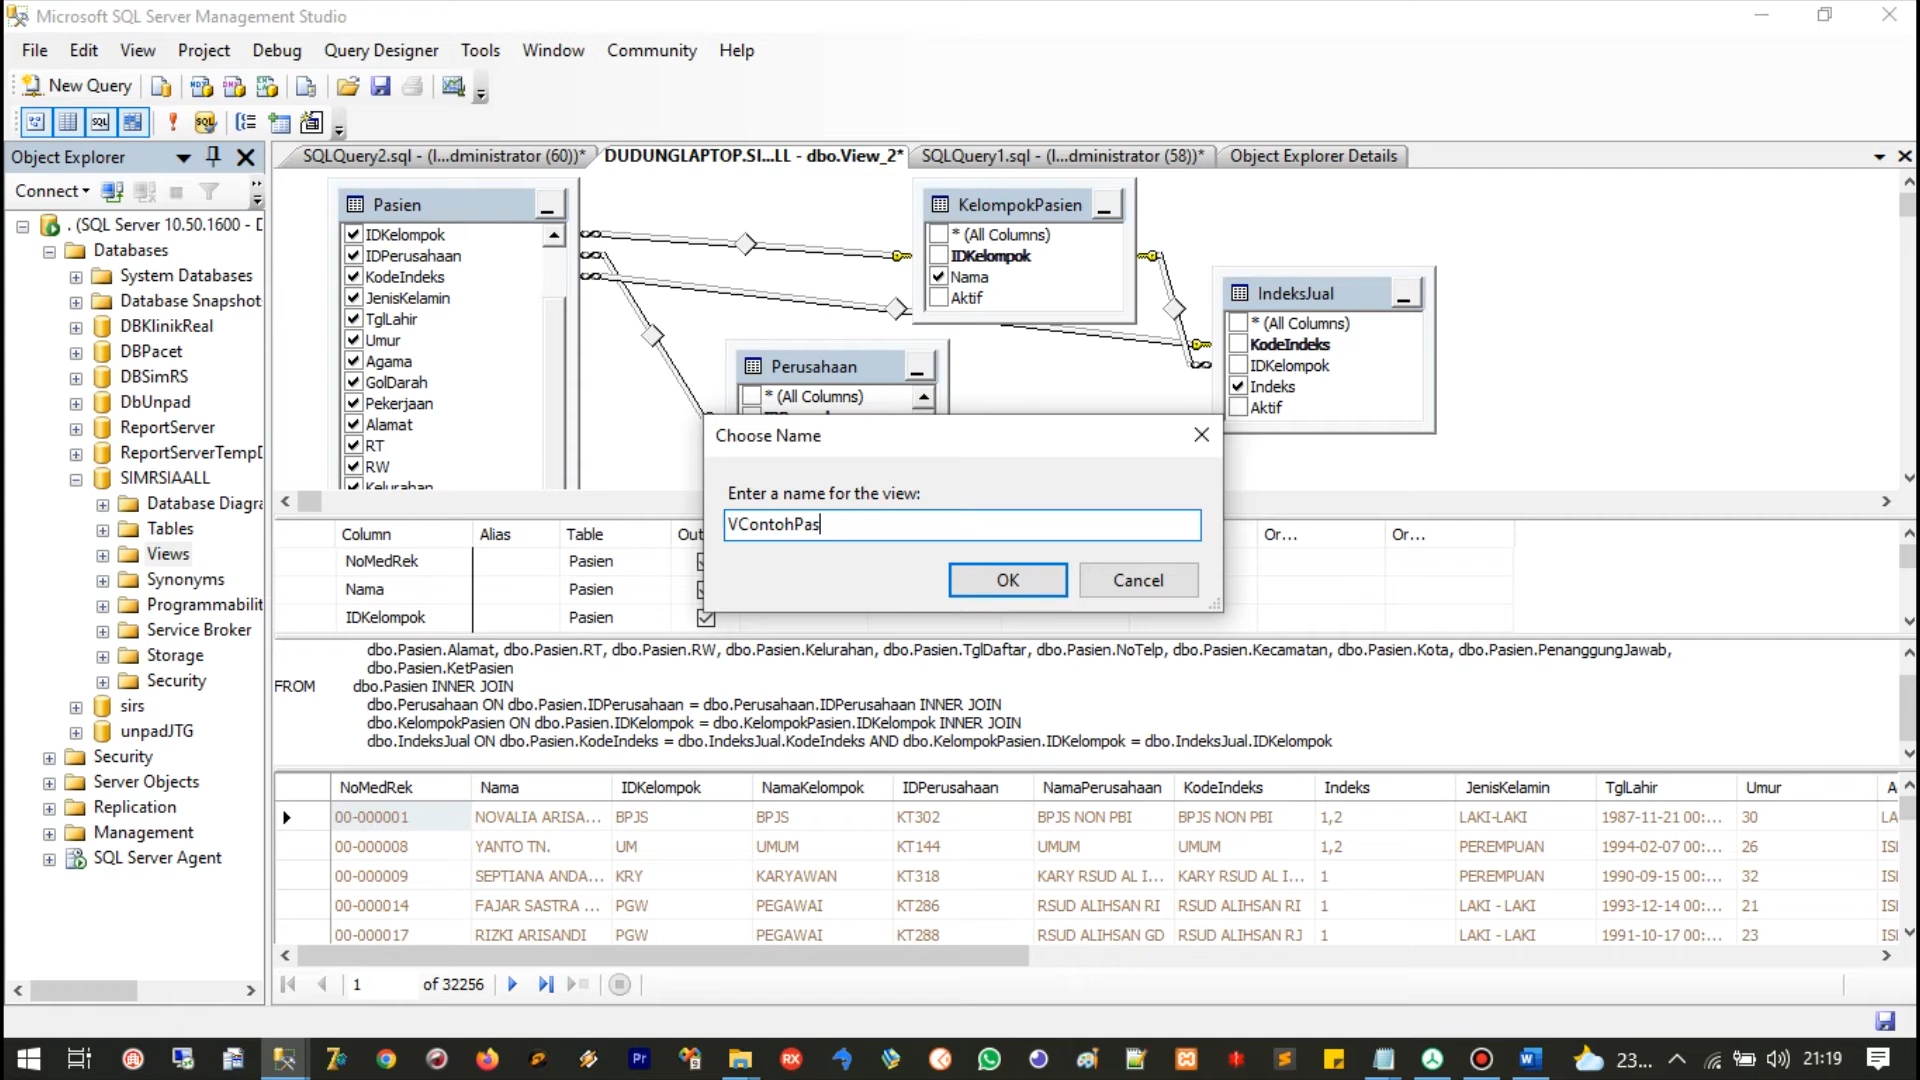 Microsoft SQL Server Management Studio
File Edit View Project Debug Query Designer Tools Window Community Help
New Query
Object Explorer
SQLQuery2.sql - (l...dministrator (60))* DUDUNGLAPTOP.SI...LL - dbo.View_2* SQLQuery1.sql - (l...dministrator (58))* Object Explorer Details
Connect
. (SQL Server 10.50.1600 - D
Databases
System Databases
Database Snapshot
DBKlinikReal
DBPacet
DBSimRS
DbUnpad
ReportServer
ReportServerTempD
SIMRSIAALL
Database Diagra
Tables
Views
Synonyms
Programmabilit
Service Broker
Storage
Security
sirs
unpadJTG
Security
Server Objects
Replication
Management
SQL Server Agent
Pasien
IDKelompok
IDPerusahaan
KodeIndeks
JenisKelamin
TglLahir
Umur
Agama
GolDarah
Pekerjaan
Alamat
RT
RW
Kelurahan
KelompokPasien
* (All Columns)
IDKelompok
Nama
Aktif
Perusahaan
* (All Columns)
IndeksJual
* (All Columns)
KodeIndeks
IDKelompok
Indeks
Aktif
Choose Name
Enter a name for the view:
VContohPas
OK Cancel
Column Alias Table Out Or... Or...
NoMedRek Pasien
Nama Pasien
IDKelompok Pasien
dbo.Pasien.Alamat, dbo.Pasien.RT, dbo.Pasien.RW, dbo.Pasien.Kelurahan, dbo.Pasien.TglDaftar, dbo.Pasien.NoTelp, dbo.Pasien.Kecamatan, dbo.Pasien.Kota, dbo.Pasien.PenanggungJawab,
dbo.Pasien.KetPasien
FROM dbo.Pasien INNER JOIN
dbo.Perusahaan ON dbo.Pasien.IDPerusahaan = dbo.Perusahaan.IDPerusahaan INNER JOIN
dbo.KelompokPasien ON dbo.Pasien.IDKelompok = dbo.KelompokPasien.IDKelompok INNER JOIN
dbo.IndeksJual ON dbo.Pasien.KodeIndeks = dbo.IndeksJual.KodeIndeks AND dbo.KelompokPasien.IDKelompok = dbo.IndeksJual.IDKelompok
NoMedRek Nama IDKelompok NamaKelompok IDPerusahaan NamaPerusahaan KodeIndeks Indeks JenisKelamin TglLahir Umur A
00-000001 NOVALIA ARISA... BPJS BPJS KT302 BPJS NON PBI BPJS NON PBI 1,2 LAKI-LAKI 1987-11-21 00:... 30 LA
00-000008 YANTO TN. UM UMUM KT144 UMUM UMUM 1,2 PEREMPUAN 1994-02-07 00:... 26 ISL
00-000009 SEPTIANA ANDA... KRY KARYAWAN KT318 KARY RSUD AL I... KARY RSUD AL I... 1 PEREMPUAN 1990-09-15 00:... 32 ISL
00-000014 FAJAR SASTRA ... PGW PEGAWAI KT286 RSUD ALIHSAN RI RSUD ALIHSAN RI 1 LAKI - LAKI 1993-12-14 00:... 21 ISL
00-000017 RIZKI ARISANDI PGW PEGAWAI KT288 RSUD ALIHSAN GD RSUD ALIHSAN RJ 1 LAKI - LAKI 1991-10-17 00:... 23 ISL
1 of 32256
23... 21:19